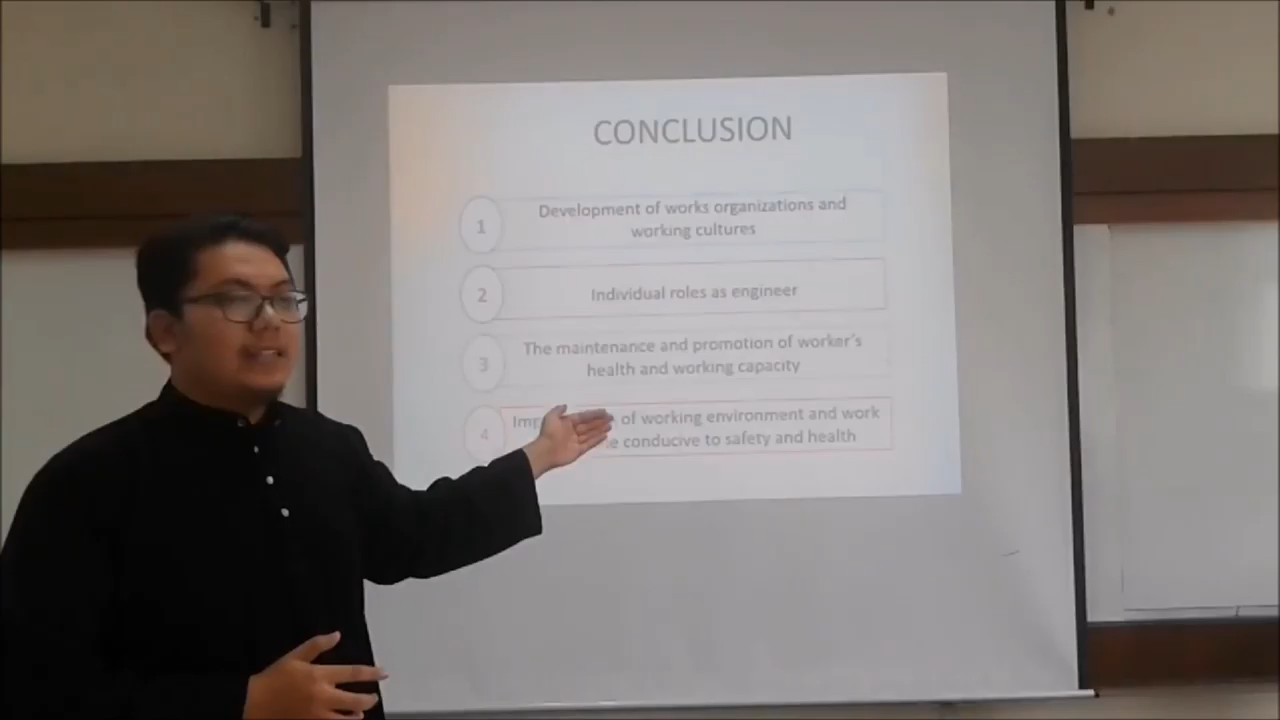 CONCLUSION
1
Development of works organizations and
working cultures
2
Individual roles as engineer
3
The maintenance and promotion of worker's
health and working capacity
4
of working environment and work
conducive to safety and health